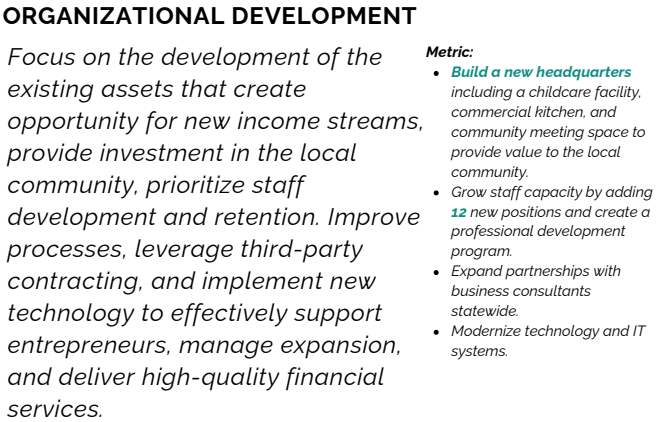 ORGANIZATIONAL DEVELOPMENT
Focus on the development of the
existing assets that create
opportunity for new income streams,
provide investment in the local
community, prioritize staff
development and retention. Improve
processes, leverage third-party
contracting, and implement new
technology to effectively support
entrepreneurs, manage expansion,
and deliver high-quality financial
services.
Metric:
• Build a new headquarters
including a childcare facility,
commercial kitchen, and
community meeting space to
provide value to the local
community.
• Grow staff capacity by adding
12 new positions and create a
professional development
program.
• Expand partnerships with
business consultants
statewide.
• Modernize technology and IT
systems.